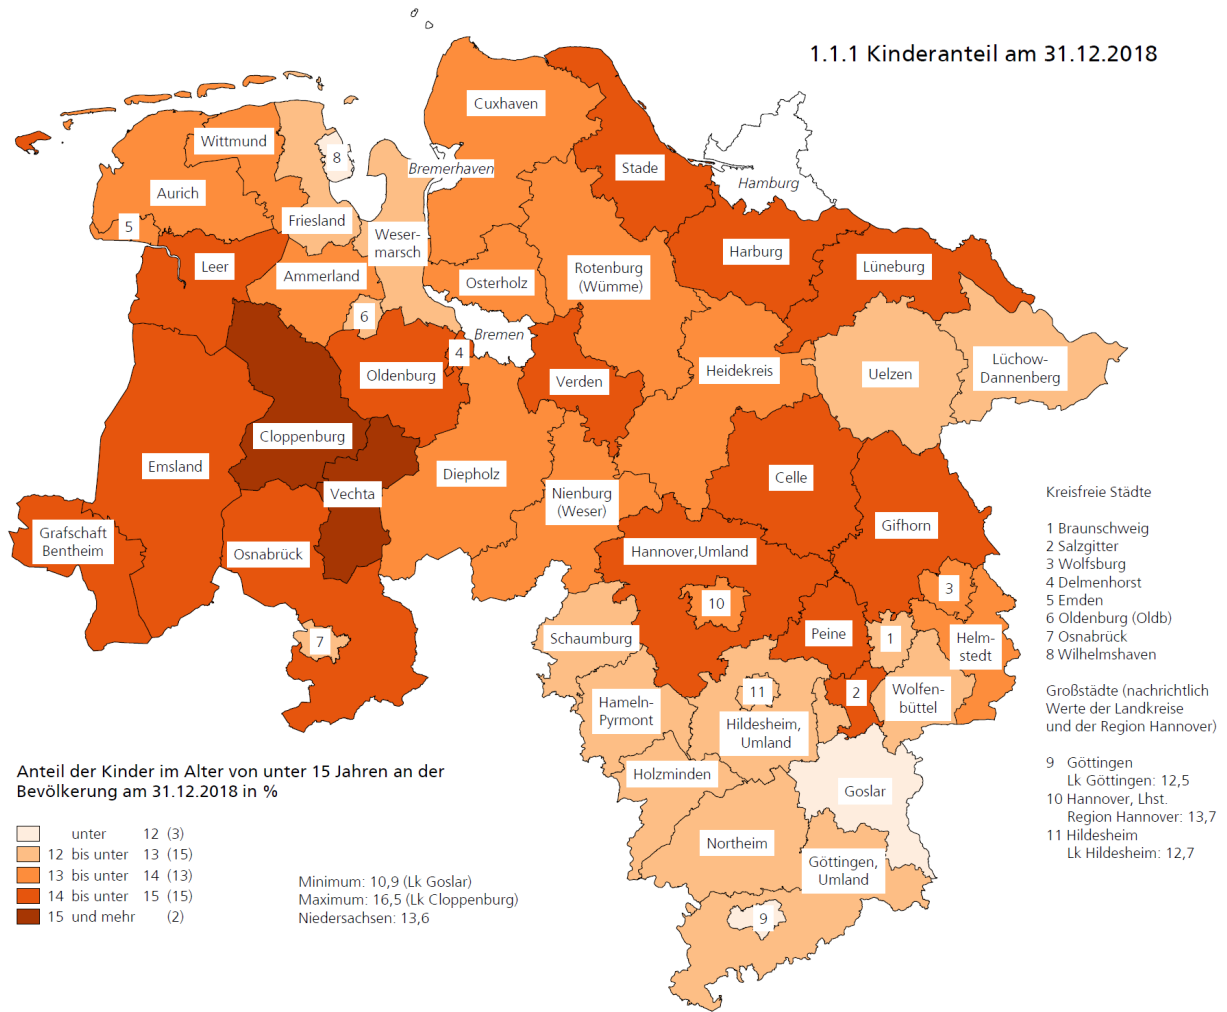 1.1.1 Kinderanteil am 31.12.2018
Cuxhaven
Wittmund
8
Bremerhaven
Stade
Hamburg
Aurich
5
Friesland
Weser-
marsch
Leer
Ammerland
Osterholz
Rotenburg
(Wümme)
Harburg
Lüneburg
6
Bremen
4
Oldenburg
Verden
Heidekreis
Uelzen
Lüchow-
Dannenberg
Cloppenburg
Emsland
Vechta
Diepholz
Nienburg
(Weser)
Celle
Gifhorn
Grafschaft
Bentheim
Osnabrück
Hannover,Umland
10
3
7
Schaumburg
Peine
1
Helm-
stedt
11
2
Wolfen-
büttel
Hameln-
Pyrmont
Hildesheim,
Umland
Holzminden
Goslar
Northeim
Göttingen,
Umland
9
Kreisfreie Städte
1 Braunschweig
2 Salzgitter
3 Wolfsburg
4 Delmenhorst
5 Emden
6 Oldenburg (Oldb)
7 Osnabrück
8 Wilhelmshaven
Großstädte (nachrichtlich
Werte der Landkreise
und der Region Hannover)
9 Göttingen
Lk Göttingen: 12,5
10 Hannover, Lhst.
Region Hannover: 13,7
11 Hildesheim
Lk Hildesheim: 12,7
Anteil der Kinder im Alter von unter 15 Jahren an der
Bevölkerung am 31.12.2018 in %
unter 12 (3)
12 bis unter 13 (15)
13 bis unter 14 (13)
14 bis unter 15 (15)
15 und mehr (2)
Minimum: 10,9 (Lk Goslar)
Maximum: 16,5 (Lk Cloppenburg)
Niedersachsen: 13,6